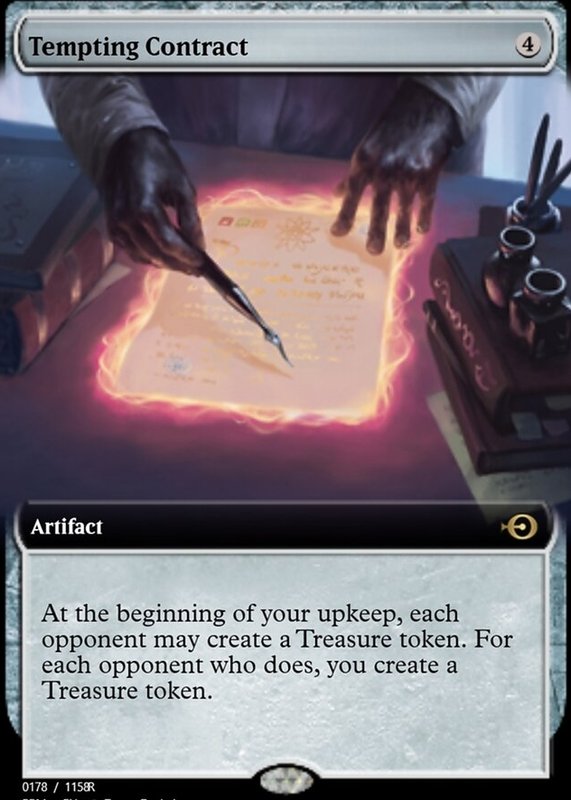 Tempting Contract 4
Artifact
At the beginning of your upkeep, each
opponent may create a Treasure token. For
each opponent who does, you create a
Treasure token.
0178 / 1158R